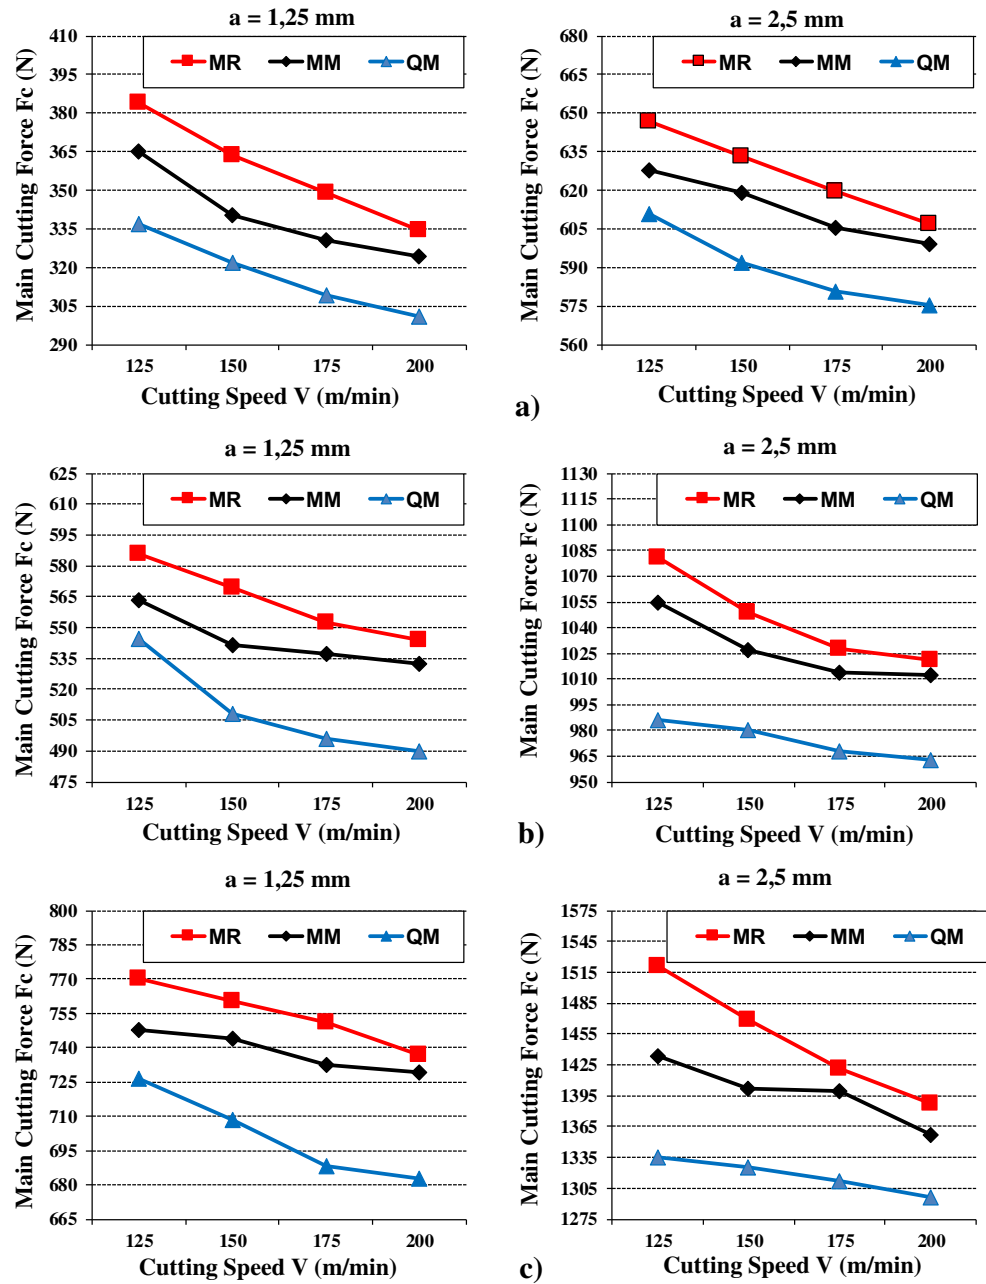 a = 1,25 mm
Main Cutting Force Fc (N)
410
395
380
365
350
335
320
305
290
MR MM QM
125 150 175 200
Cutting Speed V (m/min)
a = 2,5 mm
Main Cutting Force Fc (N)
680
665
650
635
620
605
590
575
560
MR MM QM
125 150 175 200
Cutting Speed V (m/min)
a)
a = 1,25 mm
Main Cutting Force Fc (N)
625
610
595
580
565
550
535
520
505
490
475
MR MM QM
125 150 175 200
Cutting Speed V (m/min)
a = 2,5 mm
Main Cutting Force Fc (N)
1130
1115
1100
1085
1070
1055
1040
1025
1010
995
980
965
950
MR MM QM
125 150 175 200
Cutting Speed V (m/min)
b)
a = 1,25 mm
Main Cutting Force Fc (N)
800
785
770
755
740
725
710
695
680
665
MR MM QM
125 150 175 200
Cutting Speed V (m/min)
a = 2,5 mm
Main Cutting Force Fc (N)
1575
1545
1515
1485
1455
1425
1395
1365
1335
1305
1275
MR MM QM
125 150 175 200
Cutting Speed V (m/min)
c)